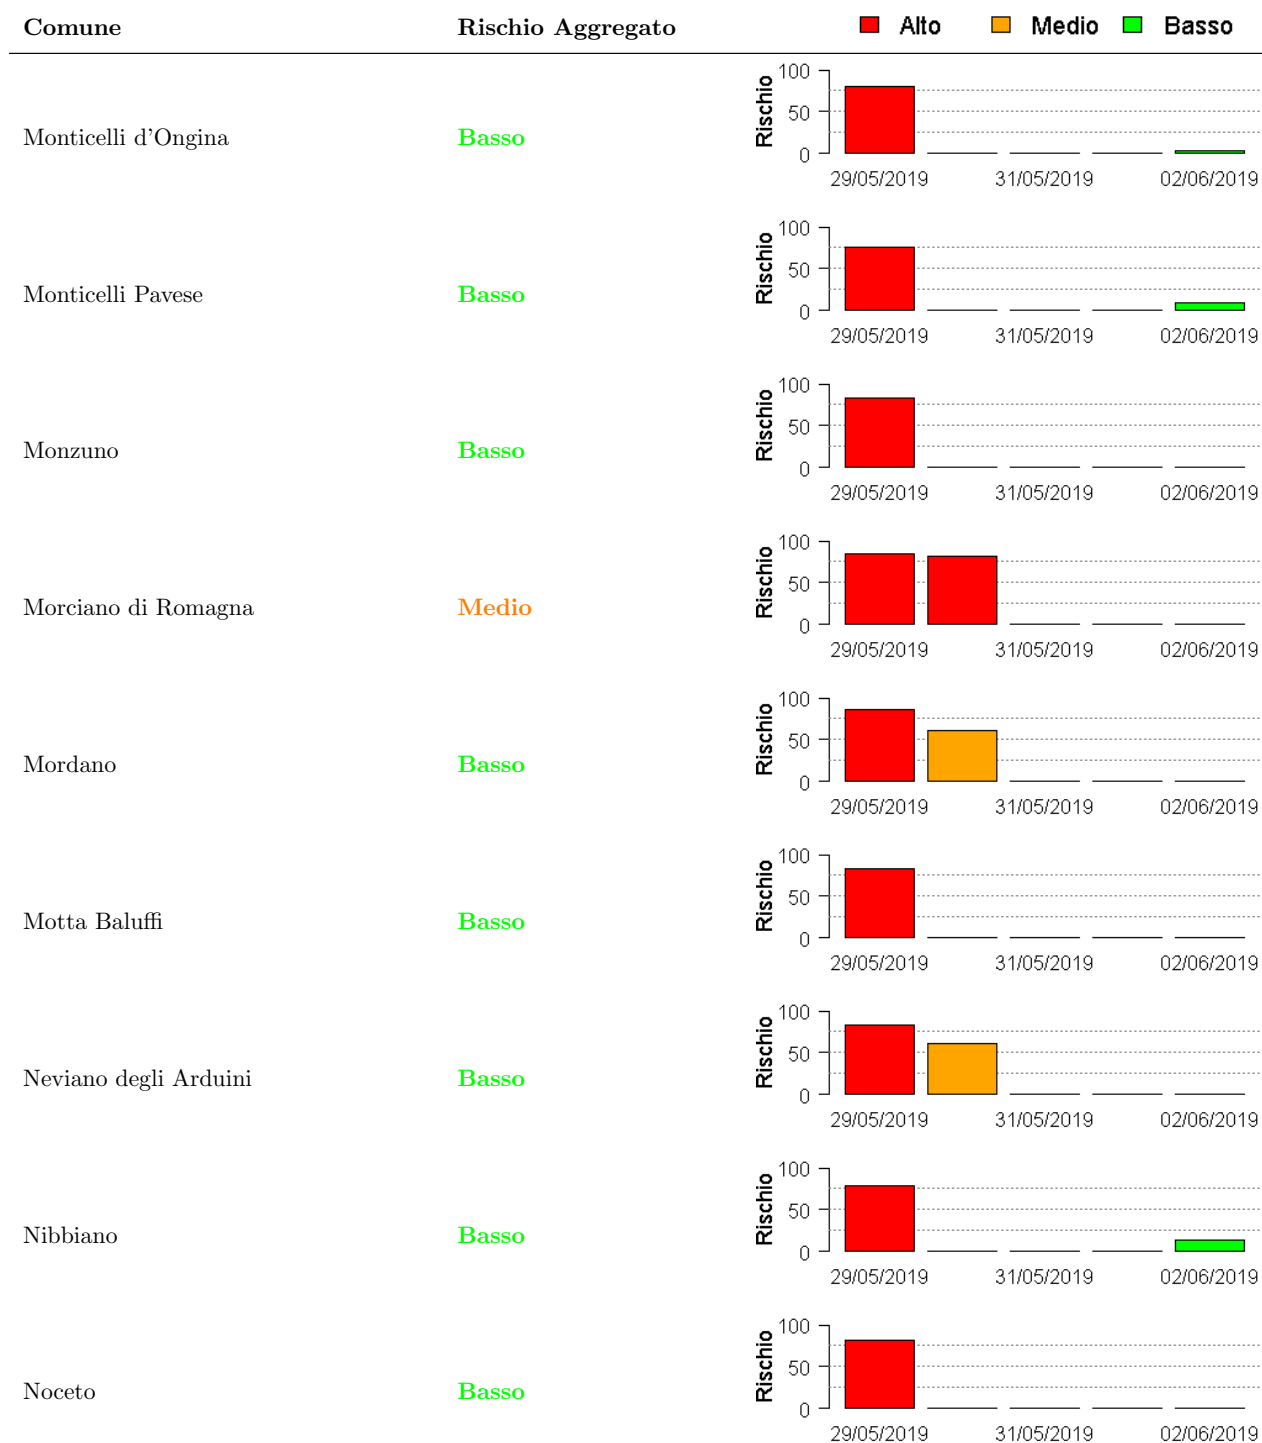 Comune Rischio Aggregato Alto Medio Basso
Monticelli d'Ongina Basso
Rischio
100
50
0
29/05/2019 31/05/2019 02/06/2019
Monticelli Pavese Basso
Rischio
100
50
0
29/05/2019 31/05/2019 02/06/2019
Monzuno Basso
Rischio
100
50
0
29/05/2019 31/05/2019 02/06/2019
Morciano di Romagna Medio
Rischio
100
50
0
29/05/2019 31/05/2019 02/06/2019
Mordano Basso
Rischio
100
50
0
29/05/2019 31/05/2019 02/06/2019
Motta Baluffi Basso
Rischio
100
50
0
29/05/2019 31/05/2019 02/06/2019
Neviano degli Arduini Basso
Rischio
100
50
0
29/05/2019 31/05/2019 02/06/2019
Nibbiano Basso
Rischio
100
50
0
29/05/2019 31/05/2019 02/06/2019
Noceto Basso
Rischio
100
50
0
29/05/2019 31/05/2019 02/06/2019